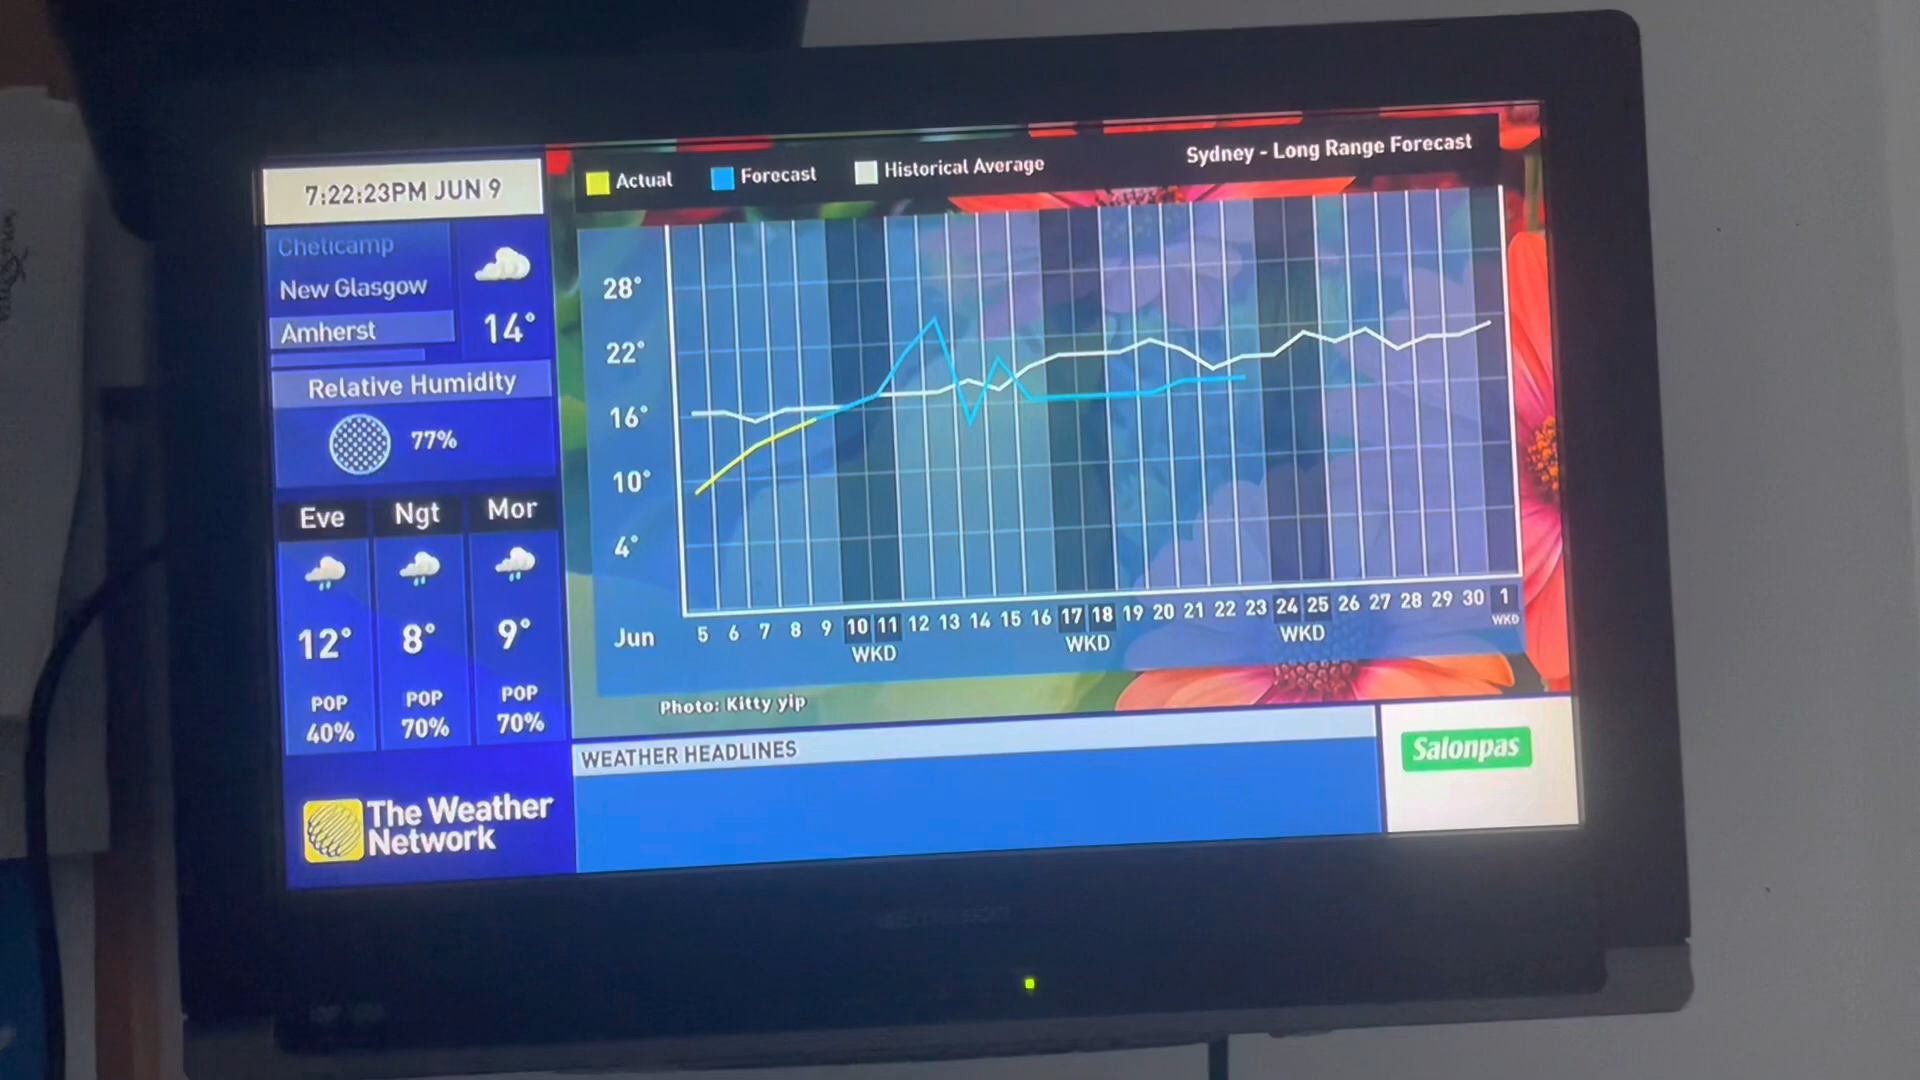 7:22:23PM JUN 9
Cheticamp
New Glasgow
Amherst
14°
Relative Humidity
77%
Eve Ngt Mor
12° 8° 9°
POP POP POP
40% 70% 70%
The Weather
Network
Actual Forecast Historical Average
Sydney - Long Range Forecast
28°
22°
16°
10°
4°
Jun 5 6 7 8 9 10 11 12 13 14 15 16 17 18 19 20 21 22 23 24 25 26 27 28 29 30 1
WKD WKD WKD WKD
Photo: Kitty yip
WEATHER HEADLINES
Salonpas